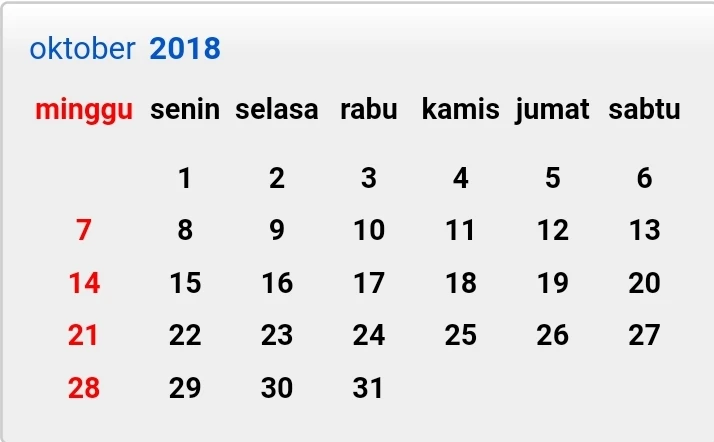 oktober 2018
minggu senin selasa rabu kamis jumat sabtu
1 2 3 4 5 6
7 8 9 10 11 12 13
14 15 16 17 18 19 20
21 22 23 24 25 26 27
28 29 30 31